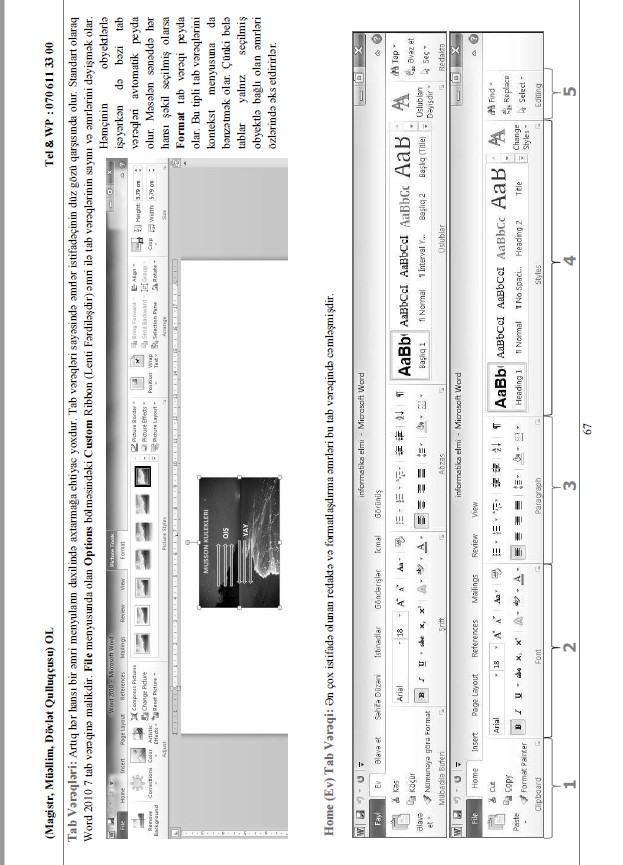 (Magistr, Müəllim, Dövlət Qulluqçusu) OL
Tel & WP : 070 611 33 00
Tab Vərəqləri: Artıq hər hansı bir əmri menyuların daxilində axtarmağa ehtiyac yoxdur. Tab vərəqləri sayəsində əmrlər istifadəçinin düz gözü qarşısında olur. Standart olaraq
Word 2010 7 tab vərəqinə malikdir. File menyusunda olan Options bölməsindəki Custom Ribbon (Lenti Fərdiləşdir) əmri ilə tab vərəqlərinin sayını və əmrlərini dəyişmək olar.
Həmçinin obyektlərlə
işəyərkən də bəzi tab
vərəqləri avtomatik peyda
olur. Məsələn sənəddə hər
hansı şəkil seçilmiş olarsa
Format tab vərəqi peyda
olar. Bu tipli tab vərəqlərini
kontekst menyusuna da
bənzətmək olar. Çünki belə
tablar yalnız seçilmiş
obyektlə bağlı olan əmrləri
özlərində əks etdirirlər.
Word 2010 - Microsoft Word Picture Tools
File Home Insert Page Layout References Mailings Review View Format
Remove Background Corrections Color Artistic Effects Compress Pictures Change Picture Reset Picture Picture Border Picture Effects Picture Layout Position Wrap Text Bring Forward Send Backward Selection Pane Align Group Rotate Crop Height: 3.79 cm Width: 5.79 cm
Adjust Picture Styles Arrange Size
MUSSON KULEKLERI
QIŞ
YAY
Home (Ev) Tab Vərəqi: Ən çox istifadə olunan redaktə və formatlaşdırma əmrləri bu tab vərəqində cəmləşmişdir.
informatika elmi - Microsoft Word
Fayl Ev Əlavə et Səhifə Düzəni İstinadlar Göndərişlər İcmal Görünüş
Əlavə et Kəs Köçür Nümunəyə görə Format Arial 18 AaBb AaBbCcI AaBbCcI AaBbCc AaB Başlıq 1 ¶ Normal ¶ İnterval Y... Başlıq 2 Başlıq (Title) Üslubları Dəyişdir Tap Əvəz et Seç
Mübadilə Buferi Şrift Abzas Üslublar Redaktə
informatika elmi - Microsoft Word
File Home Insert Page Layout References Mailings Review View
Paste Cut Copy Format Painter Arial 18 AaBb AaBbCcI AaBbCcI AaBbCc AaB Heading 1 ¶ Normal ¶ No Spaci... Heading 2 Title Change Styles Find Replace Select
Clipboard Font Paragraph Styles Editing
1 2 3 4 5
67